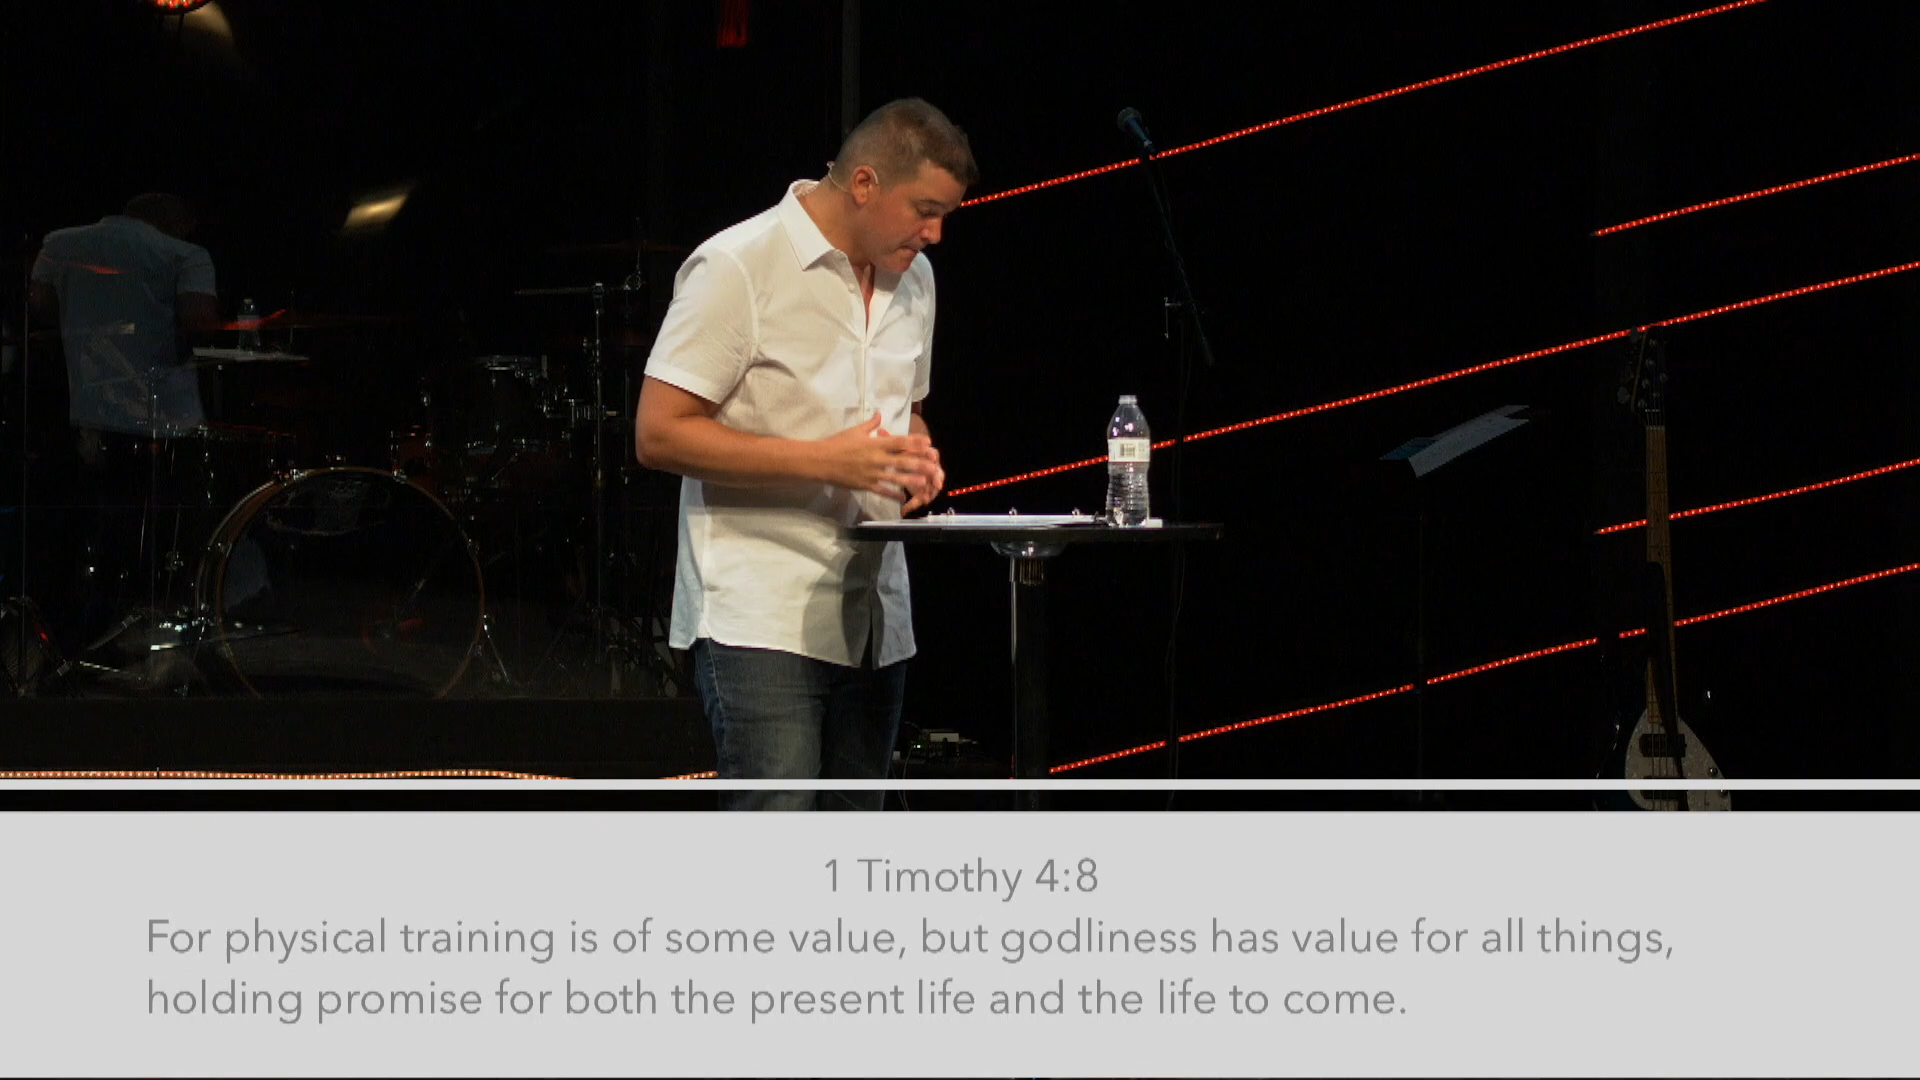 1 Timothy 4:8
For physical training is of some value, but godliness has value for all things,
holding promise for both the present life and the life to come.